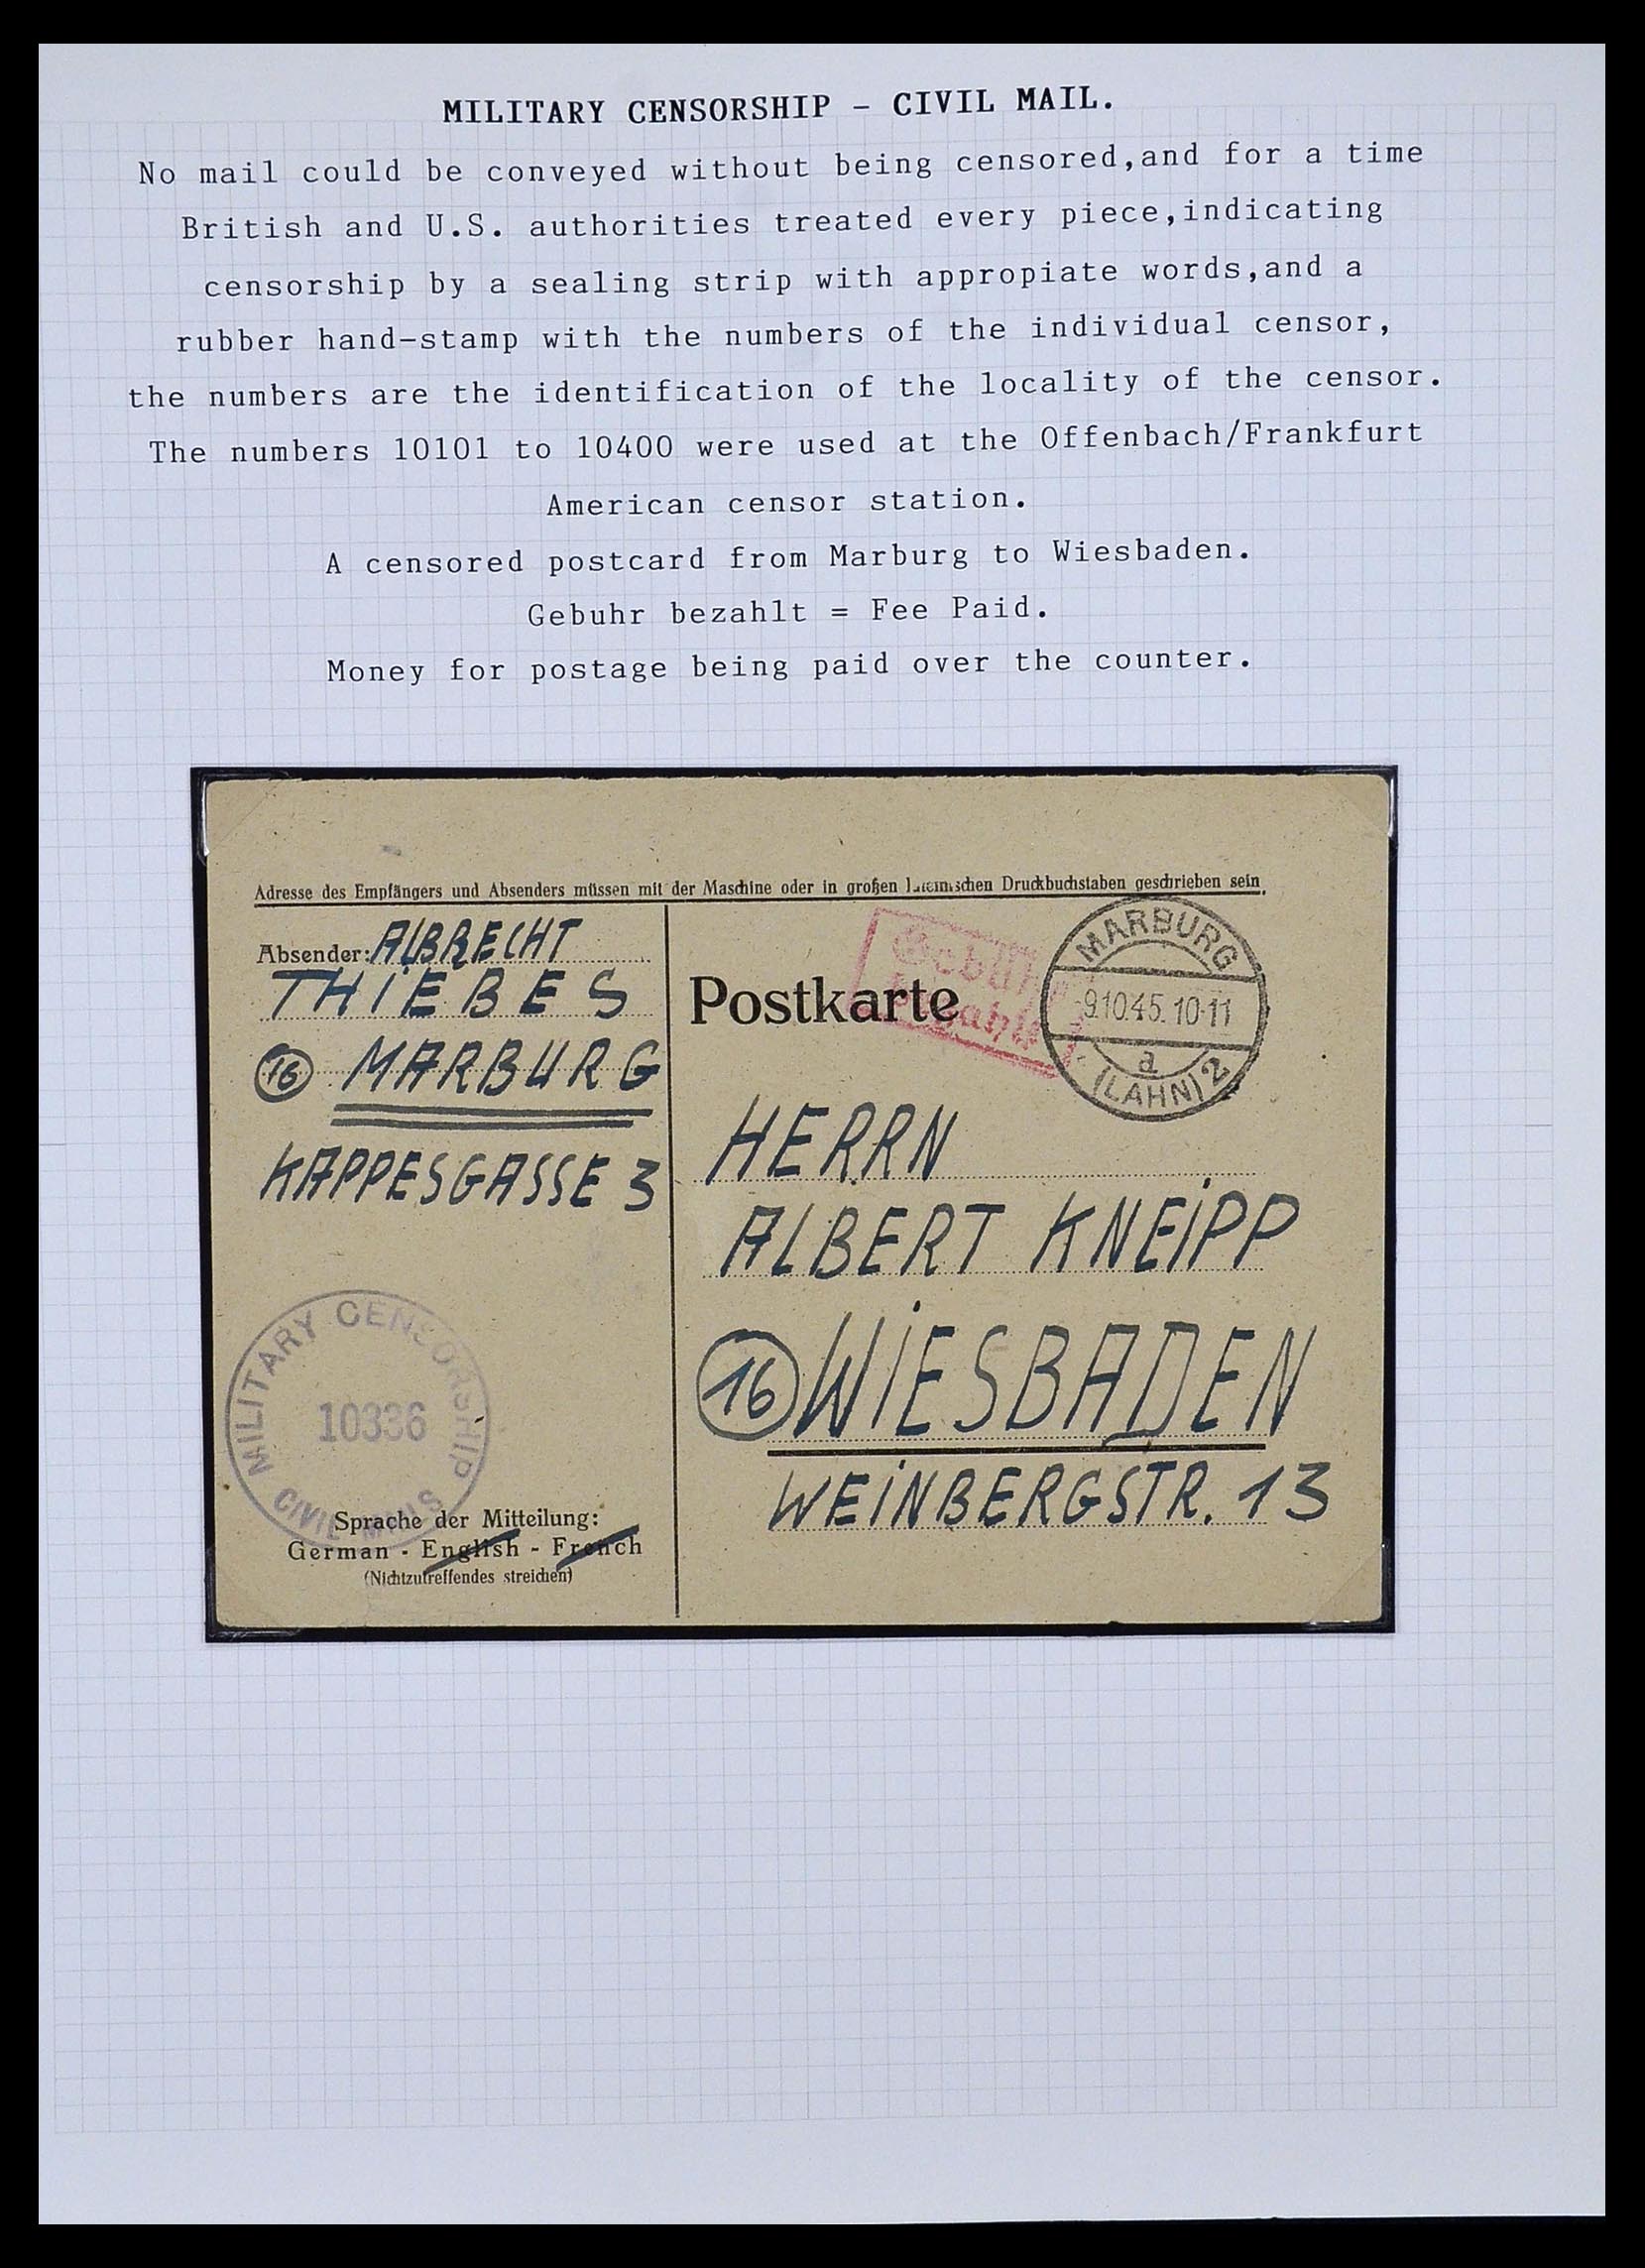 MILITARY CENSORSHIP – CIVIL MAIL.
No mail could be conveyed without being censored,and for a time
British and U.S. authorities treated every piece,indicating
censorship by a sealing strip with appropiate words,and a
rubber hand-stamp with the numbers of the individual censor,
the numbers are the identification of the locality of the censor.
The numbers 10101 to 10400 were used at the Offenbach/Frankfurt
American censor station.
A censored postcard from Marburg to Wiesbaden.
Gebuhr bezahlt = Fee Paid.
Money for postage being paid over the counter.
Adresse des Empfängers und Absenders müssen mit der Maschine oder in großen lateinischen Druckbuchstaben geschrieben sein.
Absender: ALBRECHT
THIEBES
16 MARBURG
KAPPESGASSE 3
MILITARY CENSORSHIP
10336
CIVIL MAILS
Sprache der Mitteilung:
German - English - French
(Nichtzutreffendes streichen)
Gebühr
bezahlt
Postkarte
MARBURG
-9.10.45.10-11
a
(LAHN) 2
HERRN
ALBERT KNEIPP
16 WIESBADEN
WEINBERGSTR. 13